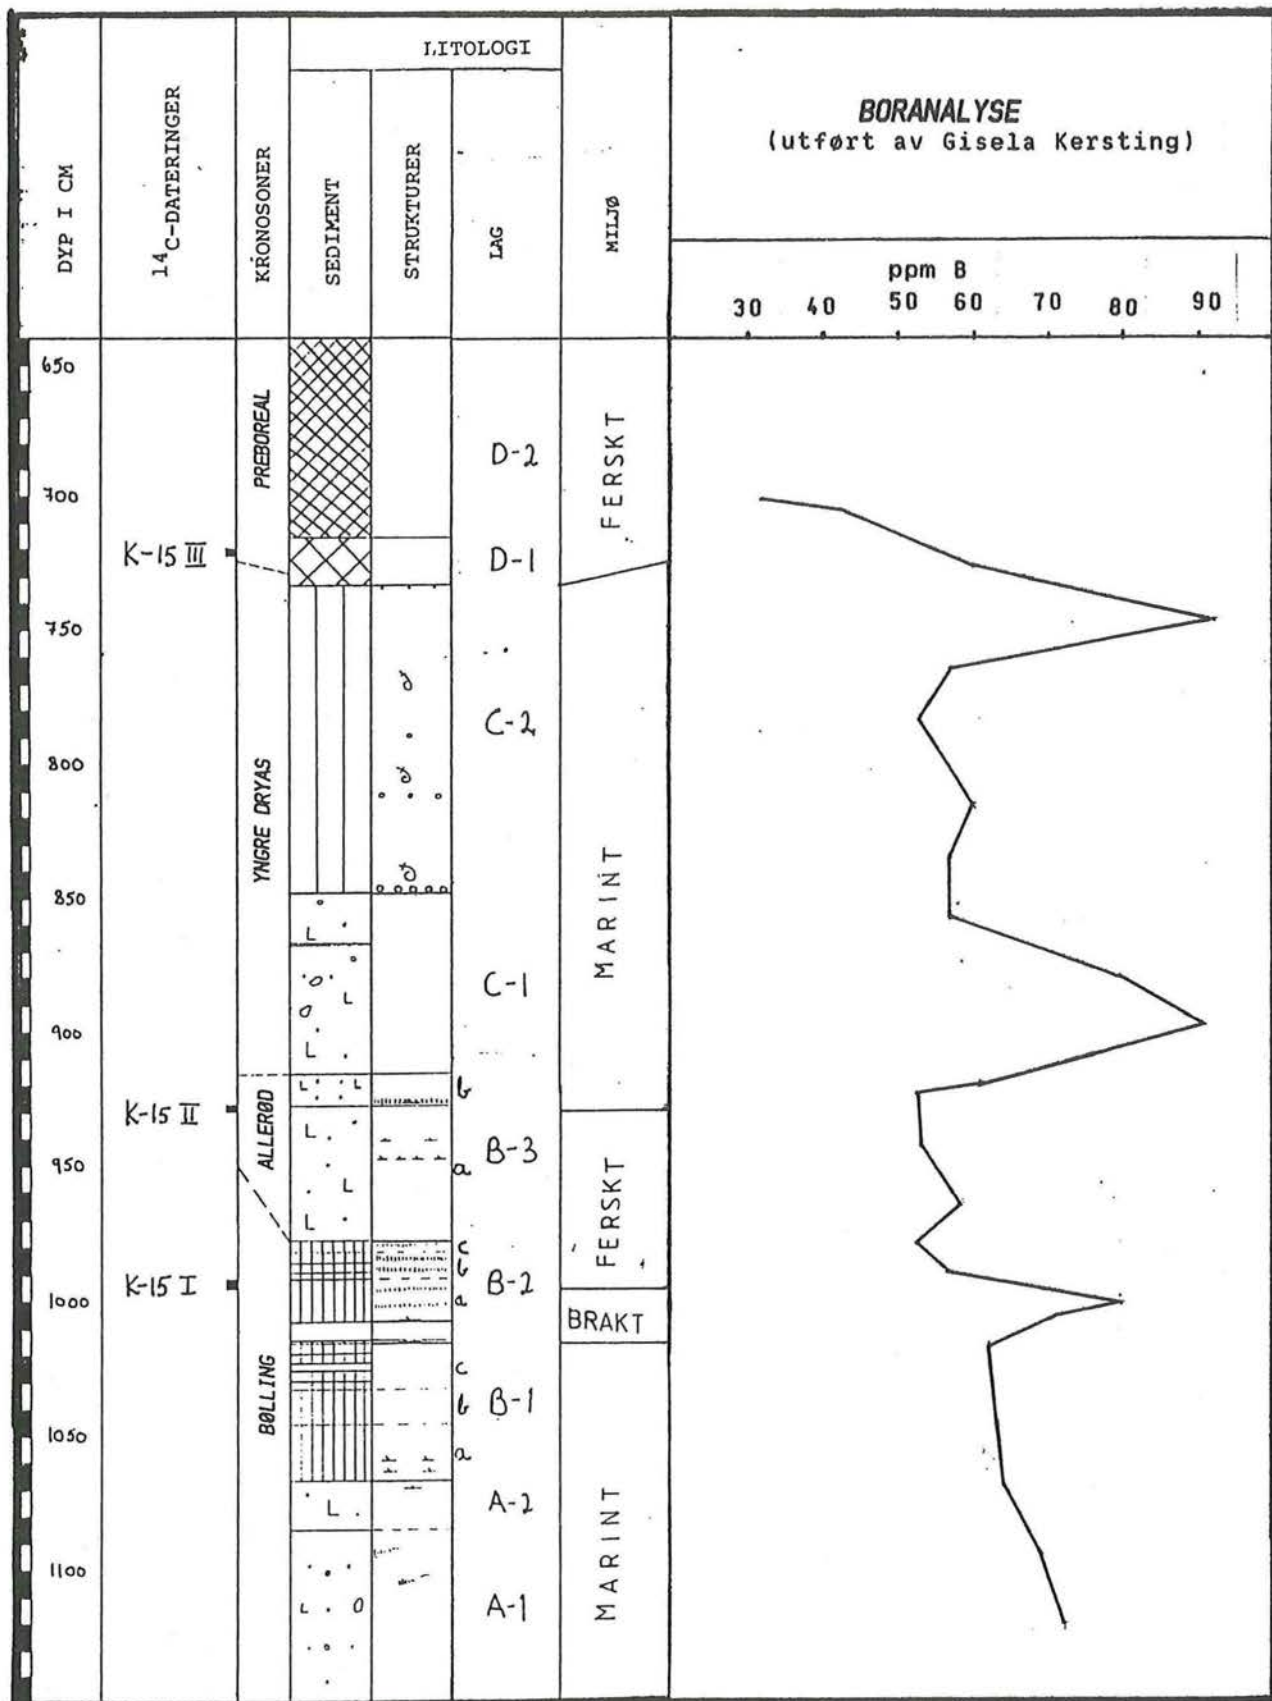 LITOLOGI
DYP I CM
14C-DATERINGER
KRONOSONER
SEDIMENT
STRUKTURER
LAG
MILJØ
BORANALYSE
(utført av Gisela Kersting)
ppm B
30 40 50 60 70 80 90
650
PREBOREAL
D-2
FERSKT
700
K-15 III
D-1
750
C-2
YNGRE DRYAS
800
MARINT
850
C-1
900
b
K-15 II
ALLERØD
B-3
a
950
FERSKT
c
b
B-2
K-15 I
a
1000
BRAKT
BØLLING
c
b
B-1
1050
a
A-2
MARINT
1100
A-1